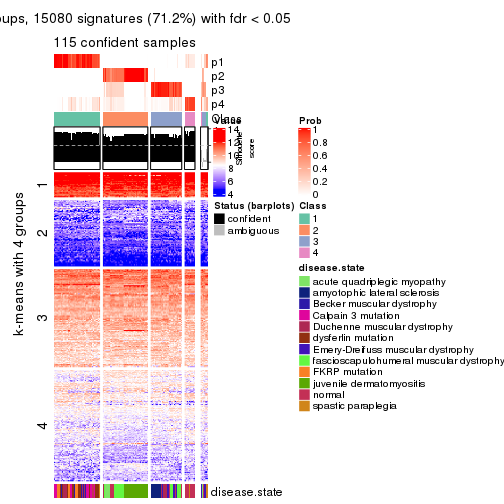 oups, 15080 signatures (71.2%) with fdr < 0.05
115 confident samples
p1
p2
p3
p4
Class
Value
14
12
10
8
6
4
Silhouette
score
Prob
1
0.8
0.6
0.4
0.2
0
Status (barplots)
confident
ambiguous
Class
1
2
3
4
disease.state
acute quadriplegic myopathy
amyotophic lateral sclerosis
Becker muscular dystrophy
Calpain 3 mutation
Duchenne muscular dystrophy
dysferlin mutation
Emery-Dreifuss muscular dystrophy
fascioscapulohumeral muscular dystrophy
FKRP mutation
juvenile dermatomyositis
normal
spastic paraplegia
k-means with 4 groups
1
2
3
4
disease.state